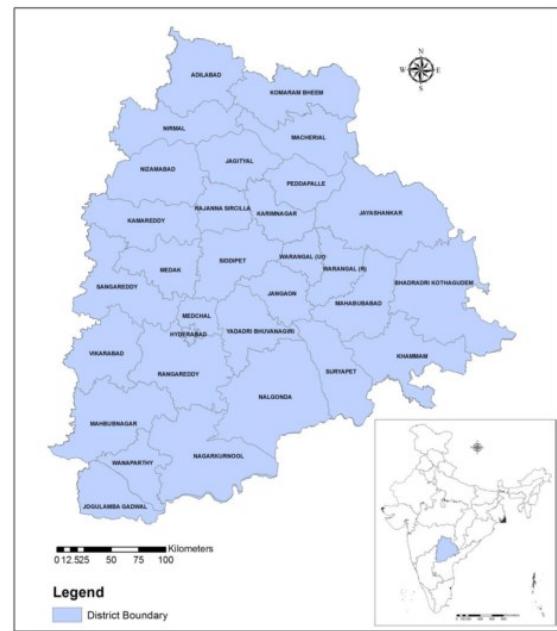 N
W E
S
ADILABAD
KOMARAM BHEEM
NIRMAL
MACHERIAL
JAGITYAL
NIZAMABAD
PEDDAPALLE
RAJANNA SIRCILLA
KARIMNAGAR
JAYASHANKAR
KAMAREDDY
WARANGAL (U)
SIDDIPET
MEDAK
WARANGAL (R)
BHADRADRI KOTHAGUDEM
SANGAREDDY
JANGAON
MAHABUBABAD
MEDCHAL
YADADRI BHUVANAGIRI
HYDERABAD
VIKARABAD
KHAMMAM
RANGAREDDY
SURYAPET
NALGONDA
MAHBUBNAGAR
NAGARKURNOOL
WANAPARTHY
JOGULAMBA GADWAL
Kilometers
0 12.525 50 75 100
Legend
District Boundary